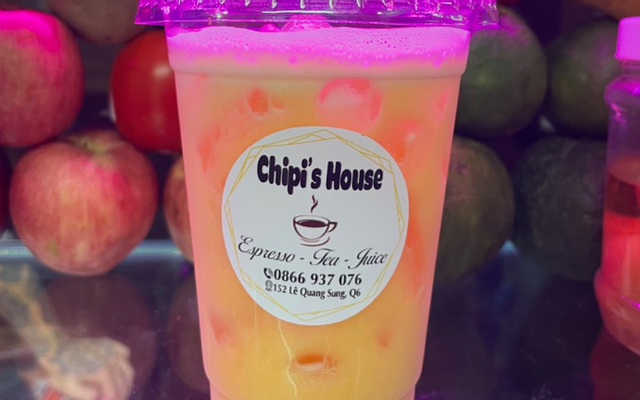 Chipi's House
Espresso - Tea - Juice
0866 937 076
152 Lê Quang Sung, Q6